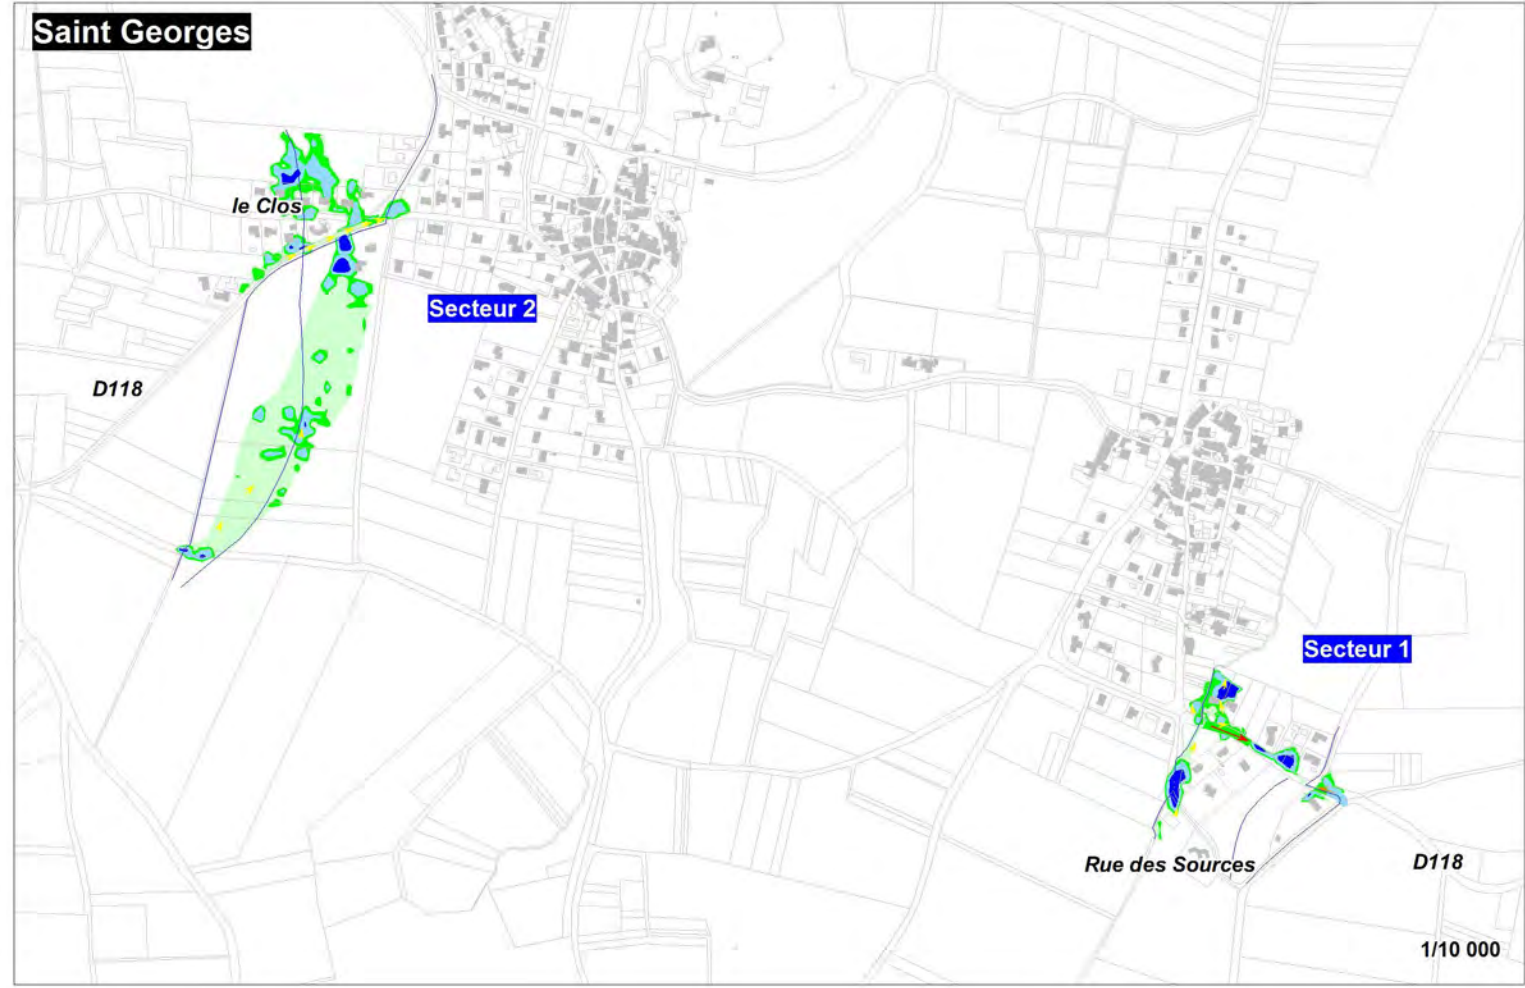 Saint Georges
le Clos
Secteur 2
D118
Secteur 1
Rue des Sources
D118
1/10 000